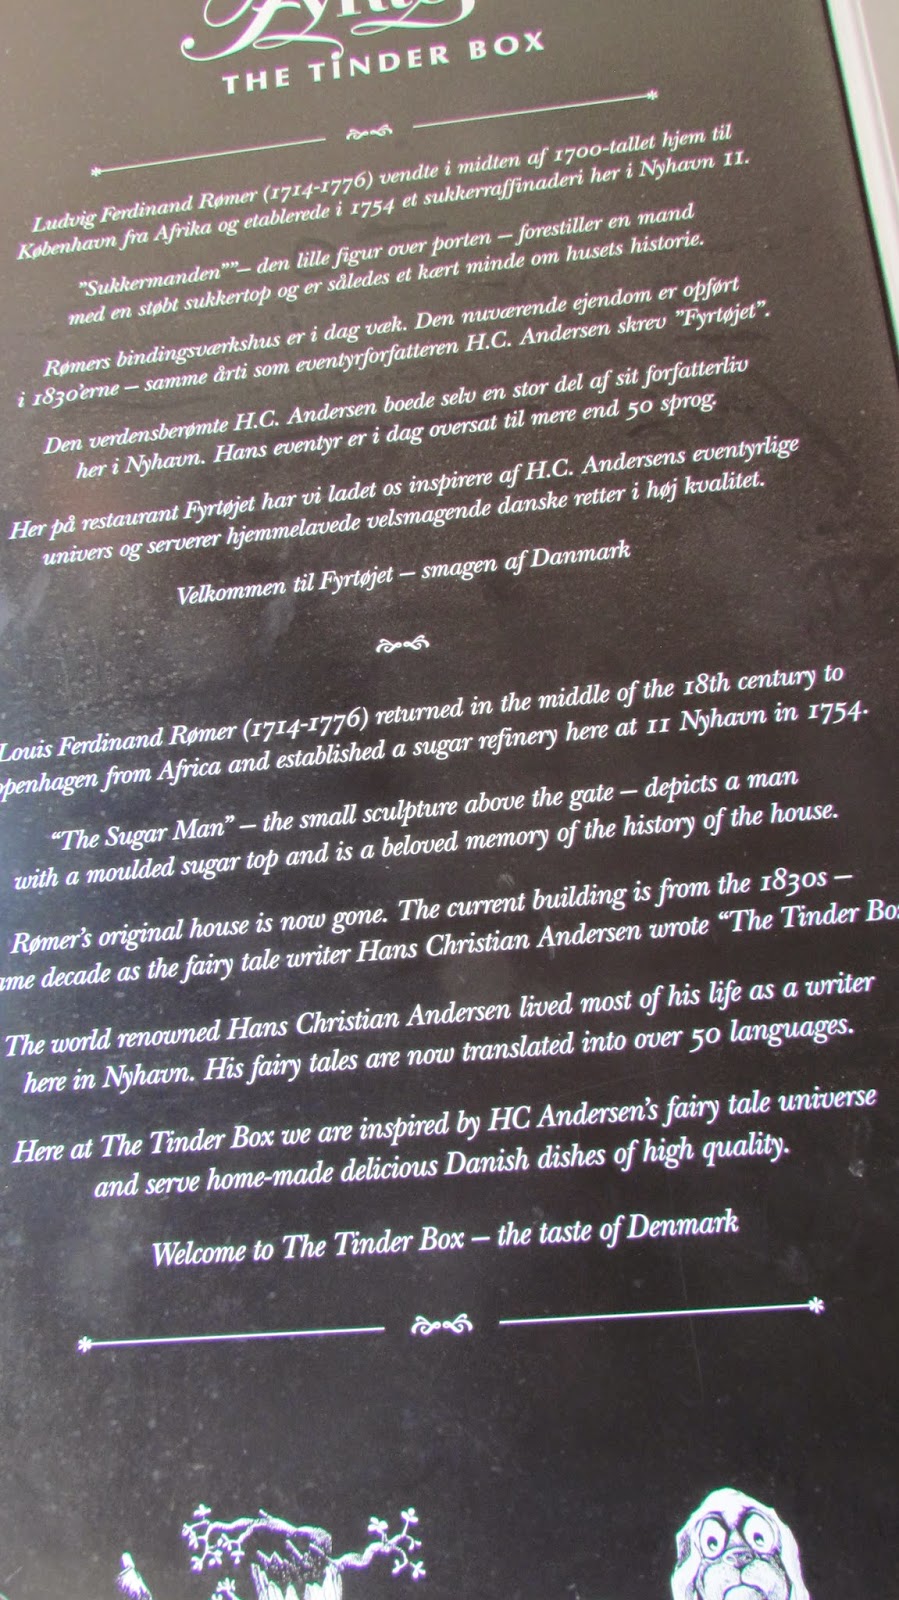 THE TINDER BOX
Ludvig Ferdinand Rømer (1714-1776) vendte i midten af 1700-tallet hjem til
København fra Afrika og etablerede i 1754 et sukkerraffinaderi her i Nyhavn 11.
”Sukkermanden””– den lille figur over porten – forestiller en mand
med en støbt sukkertop og er således et kært minde om husets historie.
Rømers bindingsværkshus er i dag væk. Den nuværende ejendom er opført
i 1830’erne – samme årti som eventyrforfatteren H.C. Andersen skrev ”Fyrtøjet”.
Den verdensberømte H.C. Andersen boede selv en stor del af sit forfatterliv
her i Nyhavn. Hans eventyr er i dag oversat til mere end 50 sprog.
Her på restaurant Fyrtøjet har vi ladet os inspirere af H.C. Andersens eventyrlige
univers og serverer hjemmelavede velsmagende danske retter i høj kvalitet.
Velkommen til Fyrtøjet – smagen af Danmark
Louis Ferdinand Rømer (1714-1776) returned in the middle of the 18th century to
penhagen from Africa and established a sugar refinery here at 11 Nyhavn in 1754.
“The Sugar Man” – the small sculpture above the gate – depicts a man
with a moulded sugar top and is a beloved memory of the history of the house.
Rømer’s original house is now gone. The current building is from the 1830s –
me decade as the fairy tale writer Hans Christian Andersen wrote “The Tinder Bo
The world renowned Hans Christian Andersen lived most of his life as a writer
here in Nyhavn. His fairy tales are now translated into over 50 languages.
Here at The Tinder Box we are inspired by HC Andersen’s fairy tale universe
and serve home-made delicious Danish dishes of high quality.
Welcome to The Tinder Box – the taste of Denmark